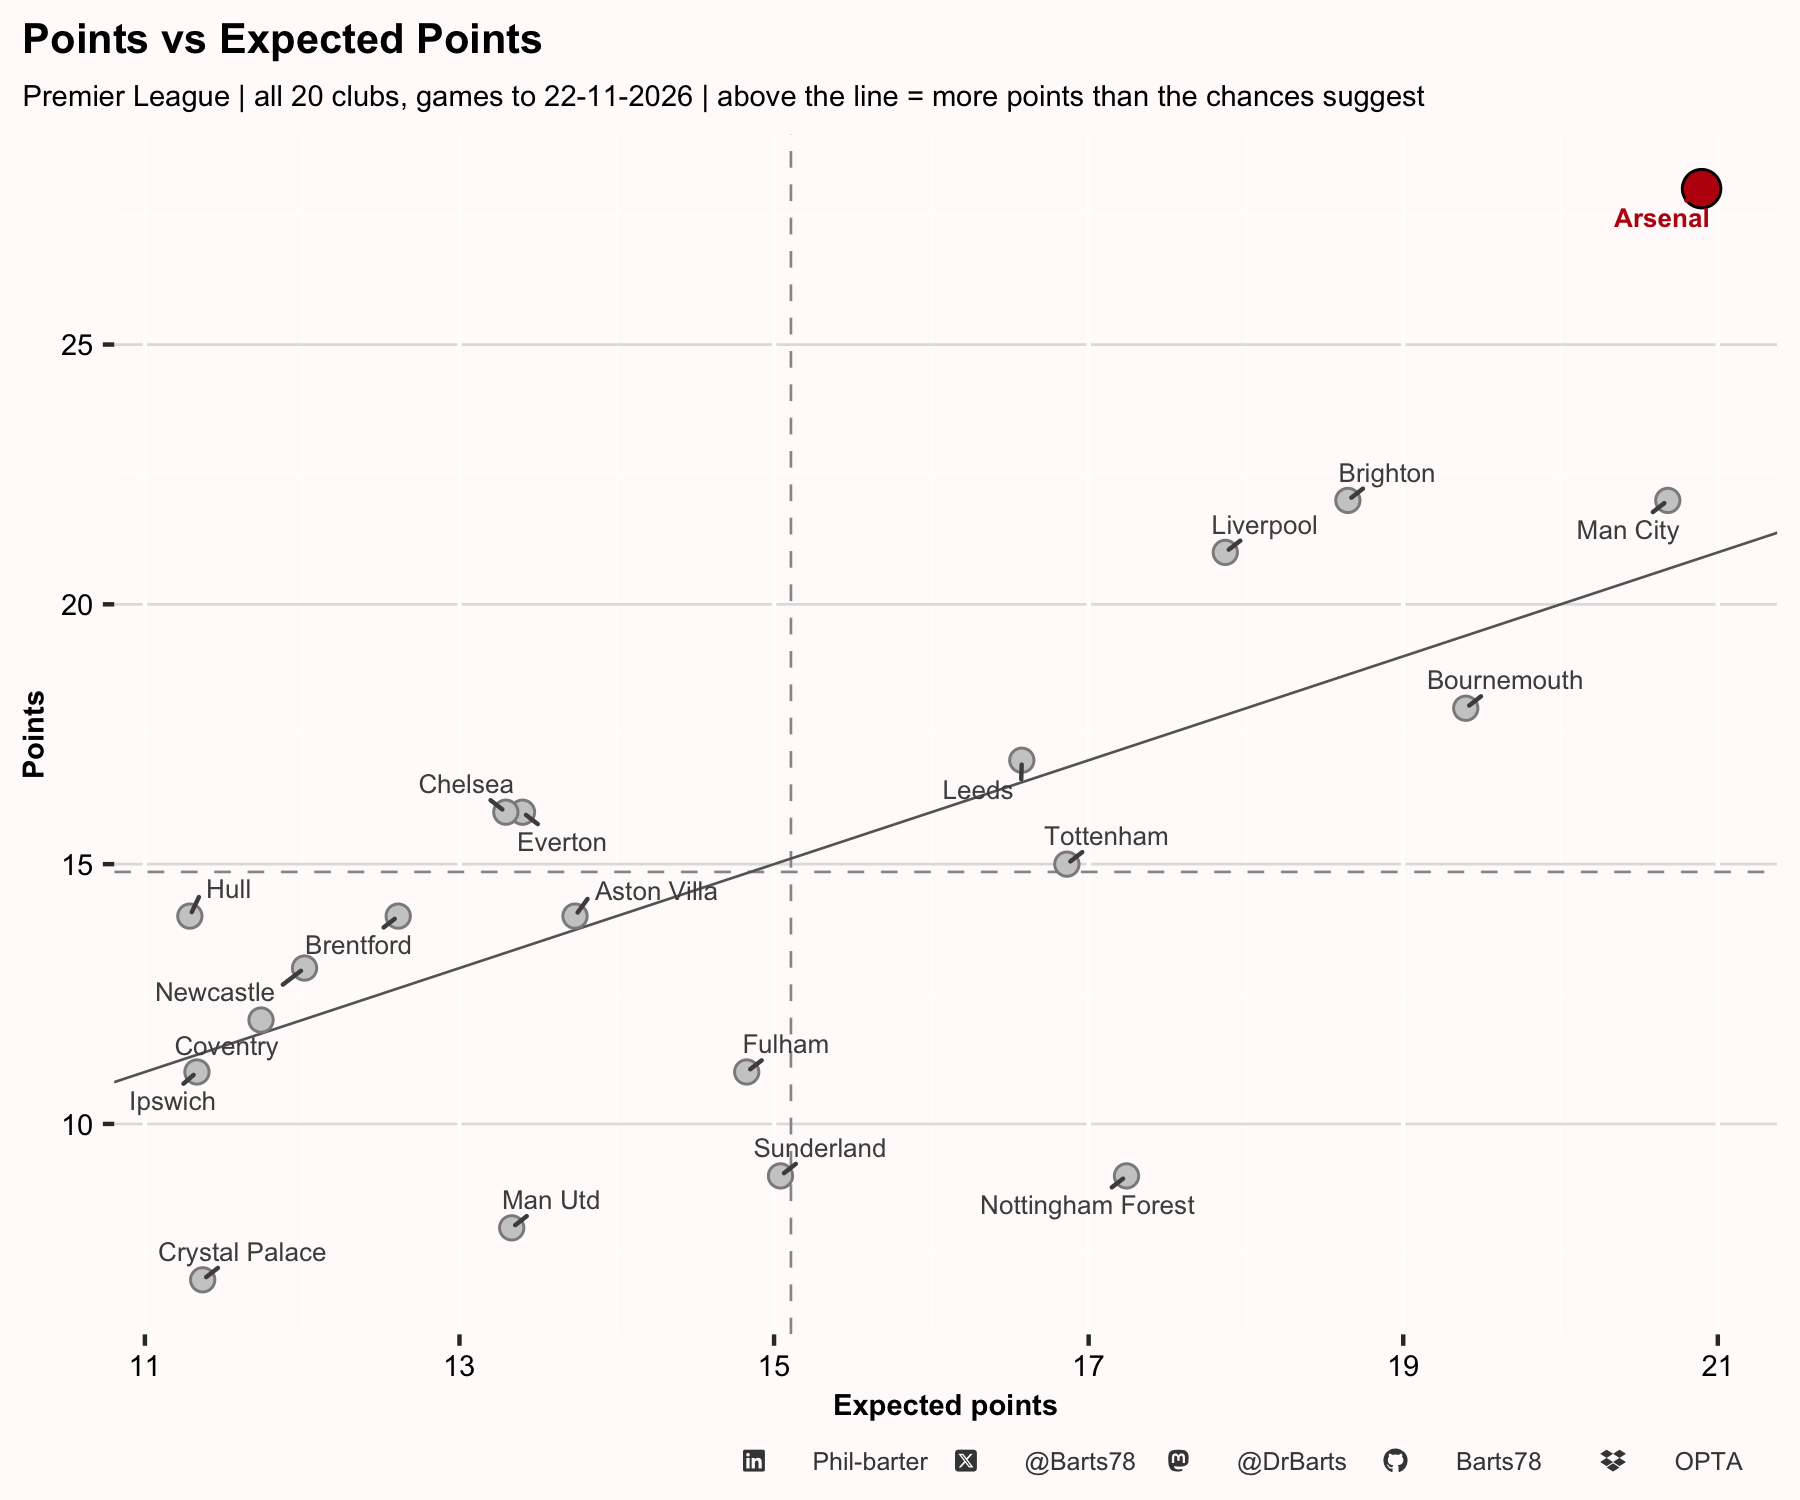 Points vs Expected Points
Premier League | all 20 clubs, games to 22-11-2026 | above the line = more points than the chances suggest
Arsenal
25
Brighton
Liverpool
Man City
20
Bournemouth
Points
Chelsea
Leeds
Everton
Tottenham
15
Hull
Aston Villa
Brentford
Newcastle
Coventry
Fulham
Ipswich
10
Sunderland
Man Utd
Nottingham Forest
Crystal Palace
11 13 15 17 19 21
Expected points
Phil-barter @Barts78 @DrBarts Barts78 OPTA